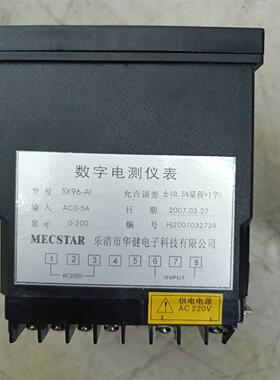 数字电测仪表
型号 SX96-AI 允许误差 ±(0.5%量程+1字)
输入 AC0-5A 日期 2007.03.27
显示 0-200 编号 HJ2007032739
MECSTAR 乐清市华健电子科技有限公司
1 2 3 4 5 6 7 8
AC220V INPUT
供电电源
AC 220V